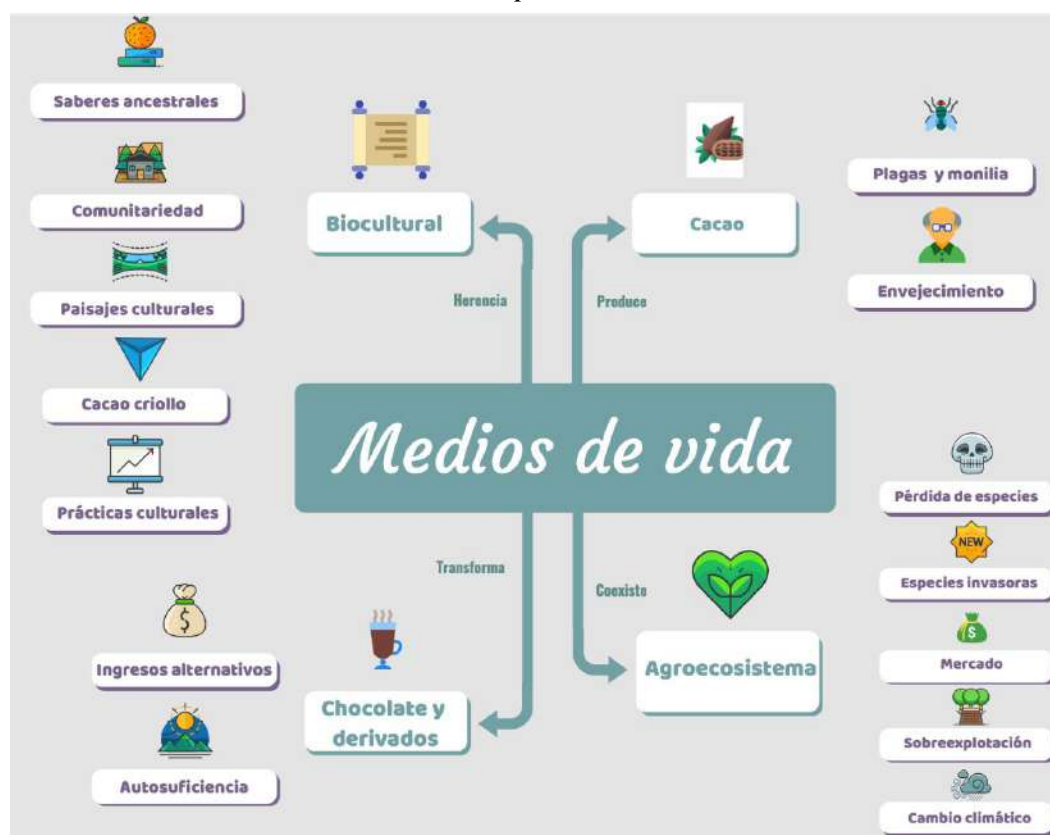 Saberes ancestrales
Comunitariedad
Paisajes culturales
Cacao criollo
Prácticas culturales
Biocultural
Herencia
Cacao
Produce
Plagas y monilia
Envejecimiento
Medios de vida
Transforma
Chocolate y
derivados
Ingresos alternativos
Autosuficiencia
Coexiste
Agroecosistema
Pérdida de especies
NEW
Especies invasoras
Mercado
Sobreexplotación
Cambio climático